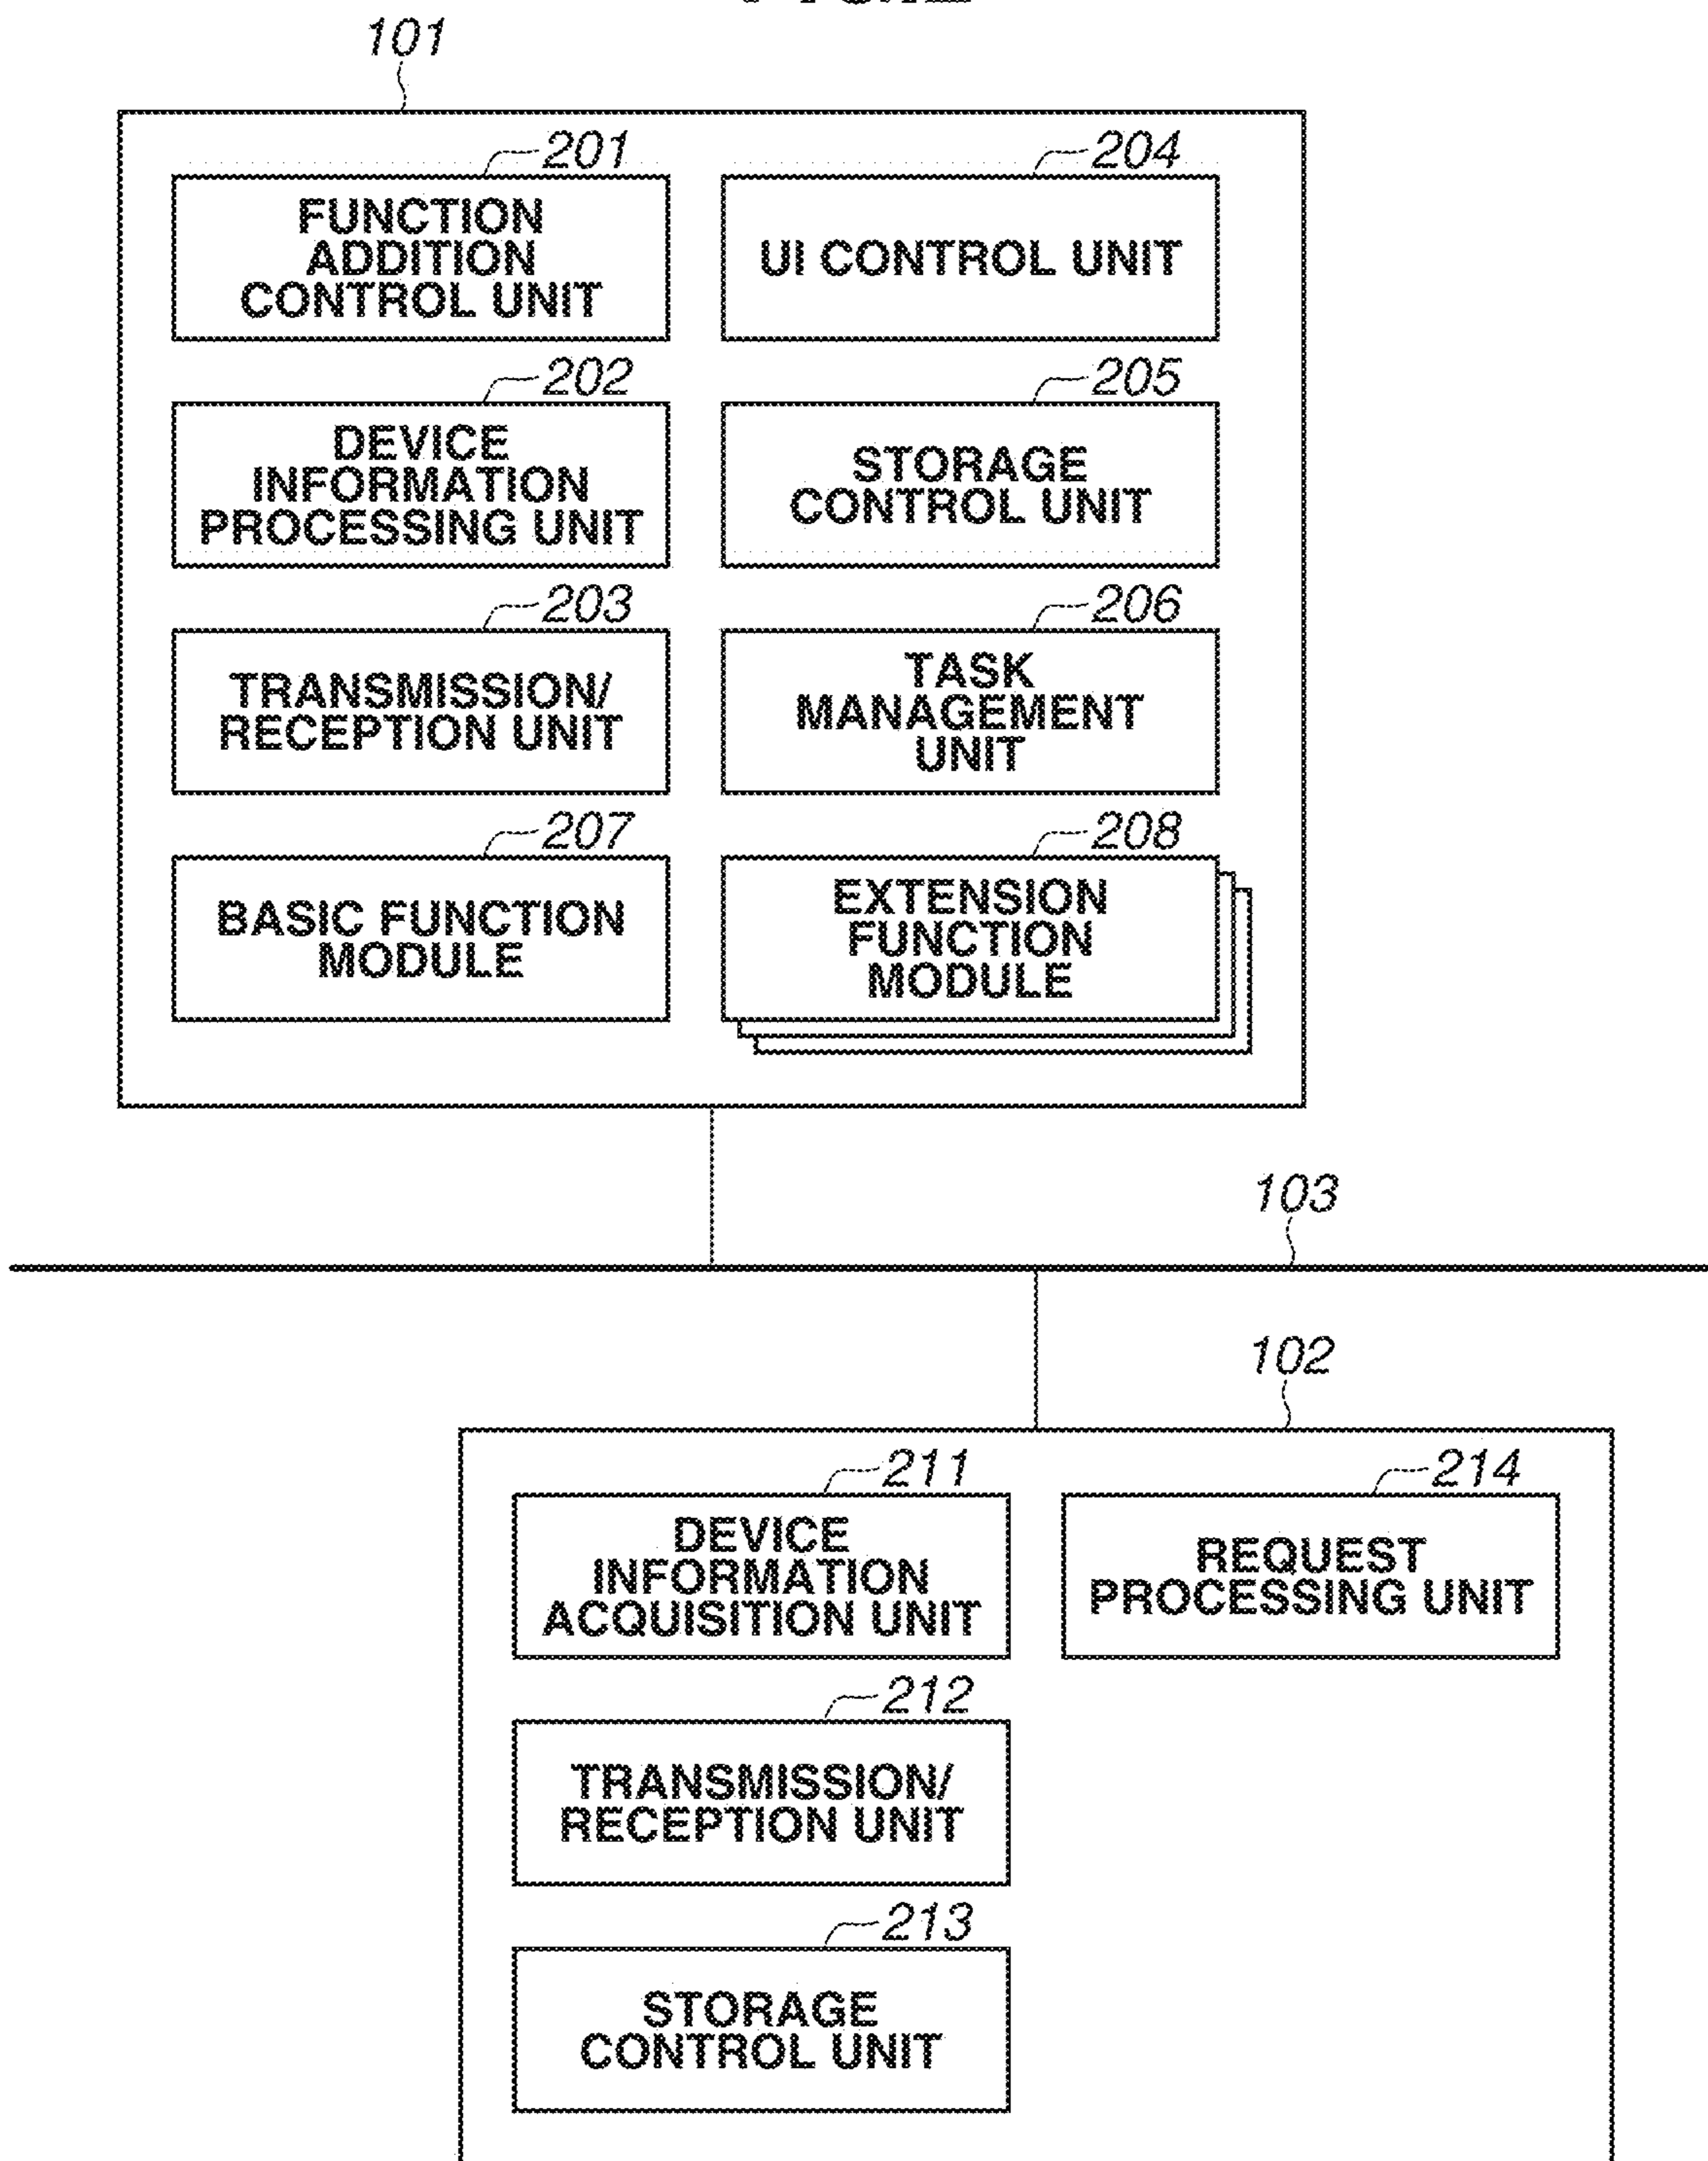 101
201
FUNCTION
ADDITION
CONTROL UNIT
204
UI CONTROL UNIT
202
DEVICE
INFORMATION
PROCESSING UNIT
205
STORAGE
CONTROL UNIT
203
TRANSMISSION/
RECEPTION UNIT
206
TASK
MANAGEMENT
UNIT
207
BASIC FUNCTION
MODULE
208
EXTENSION
FUNCTION
MODULE
103
102
211
DEVICE
INFORMATION
ACQUISITION UNIT
214
REQUEST
PROCESSING UNIT
212
TRANSMISSION/
RECEPTION UNIT
213
STORAGE
CONTROL UNIT